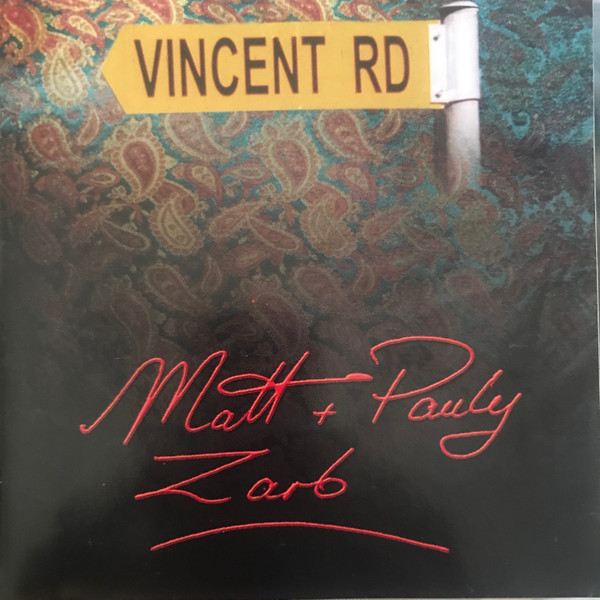 VINCENT RD
Matt + Pauly
Zarb